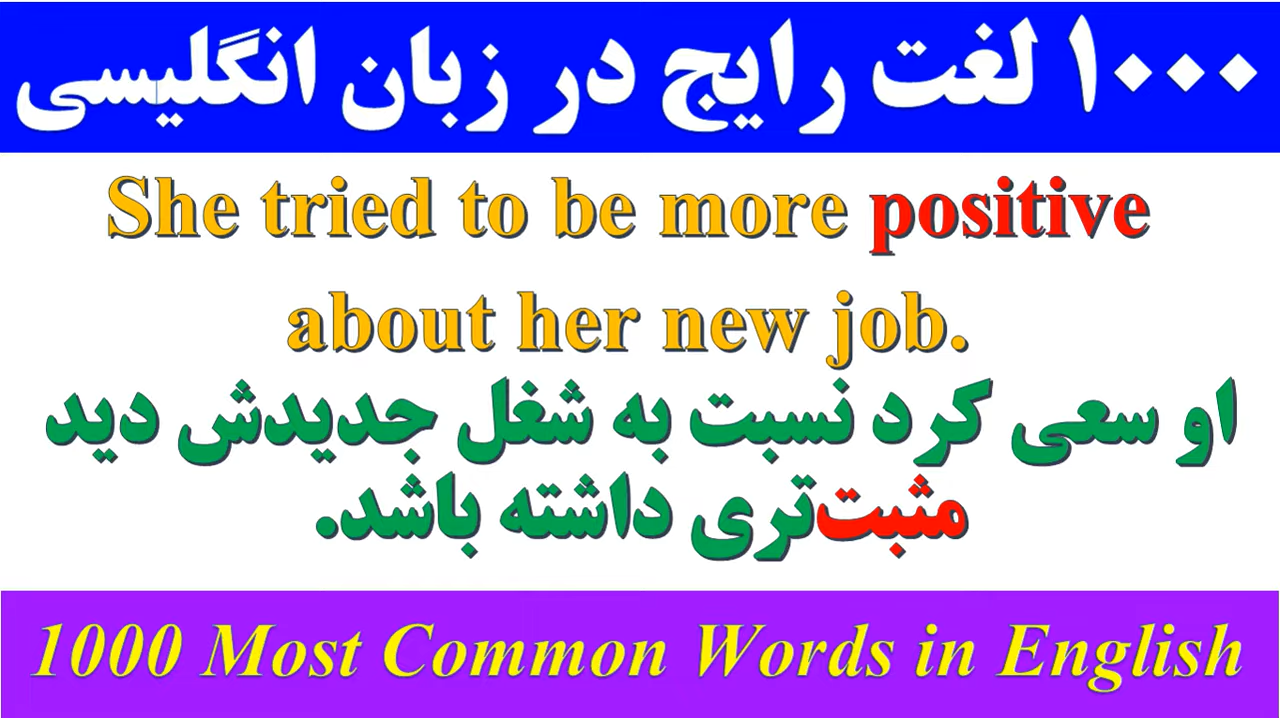 ۱۰۰۰ لغت رایج در زبان انگلیسی
She tried to be more positive
about her new job.
او سعی کرد نسبت به شغل جدیدش دید
مثبت‌تری داشته باشد.
1000 Most Common Words in English